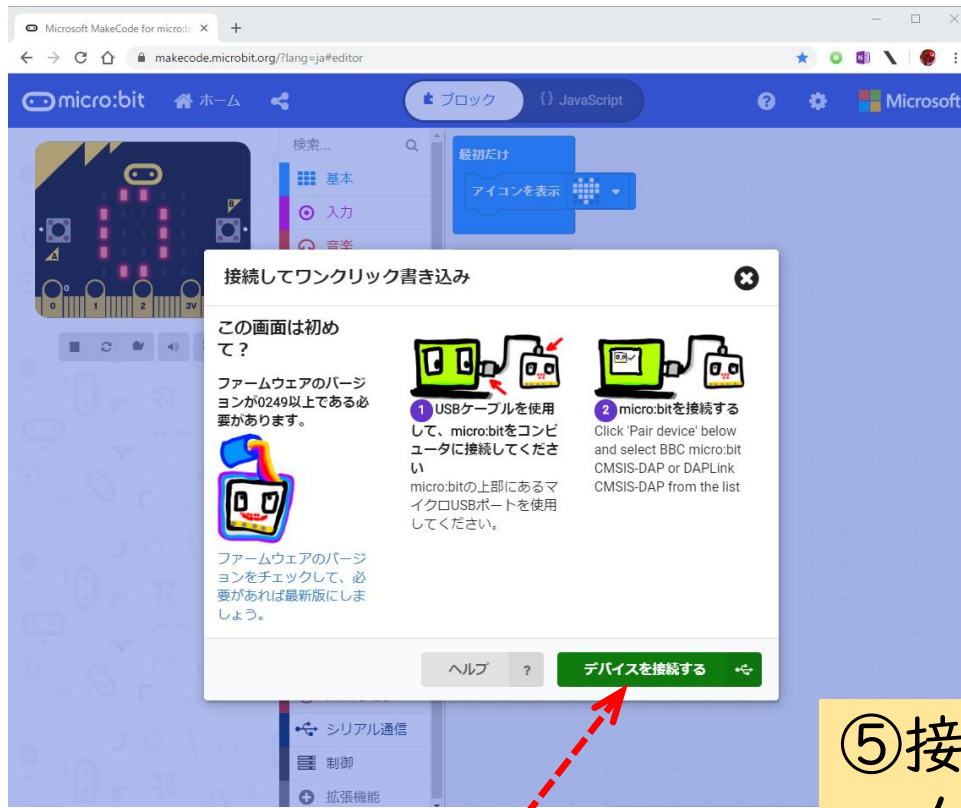 Microsoft MakeCode for micro:b
makecode.microbit.org/?lang=ja#editor
micro:bit
ホーム
ブロック
{} JavaScript
Microsoft
検索...
基本
入力
音楽
最初だけ
アイコンを表示
A
B
0
1
2
3V
接続してワンクリック書き込み
この画面は初め
て？
ファームウェアのバージ
ョンが0249以上である必
要があります。
ファームウェアのバージ
ョンをチェックして、必
要があれば最新版にしま
しょう。
1 USBケーブルを使用
して、micro:bitをコンピ
ュータに接続してくださ
い
micro:bitの上部にあるマ
イクロUSBポートを使用
してください。
2 micro:bitを接続する
Click 'Pair device' below
and select BBC micro:bit
CMSIS-DAP or DAPLink
CMSIS-DAP from the list
ヘルプ ?
デバイスを接続する
シリアル通信
制御
拡張機能
⑤接